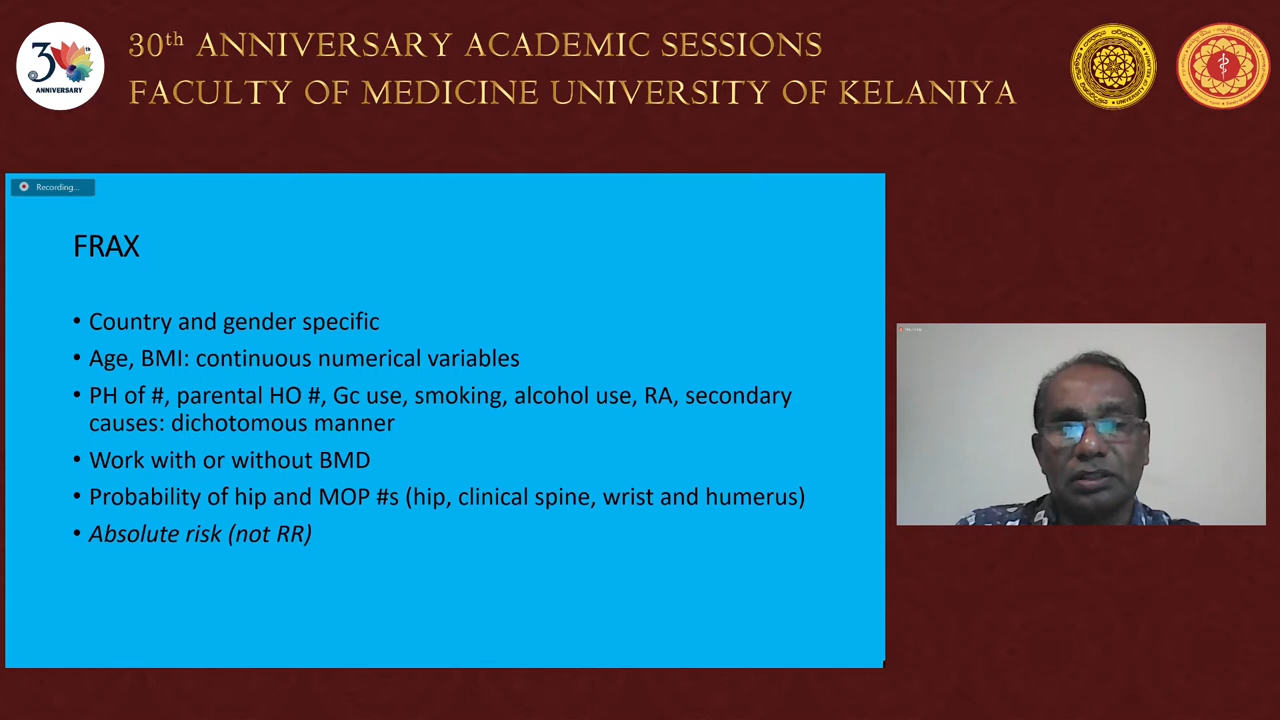 30th ANNIVERSARY ACADEMIC SESSIONS
FACULTY OF MEDICINE UNIVERSITY OF KELANIYA
30th
ANNIVERSARY
Recording...
FRAX
• Country and gender specific
• Age, BMI: continuous numerical variables
• PH of #, parental HO #, Gc use, smoking, alcohol use, RA, secondary
causes: dichotomous manner
• Work with or without BMD
• Probability of hip and MOP #s (hip, clinical spine, wrist and humerus)
• Absolute risk (not RR)